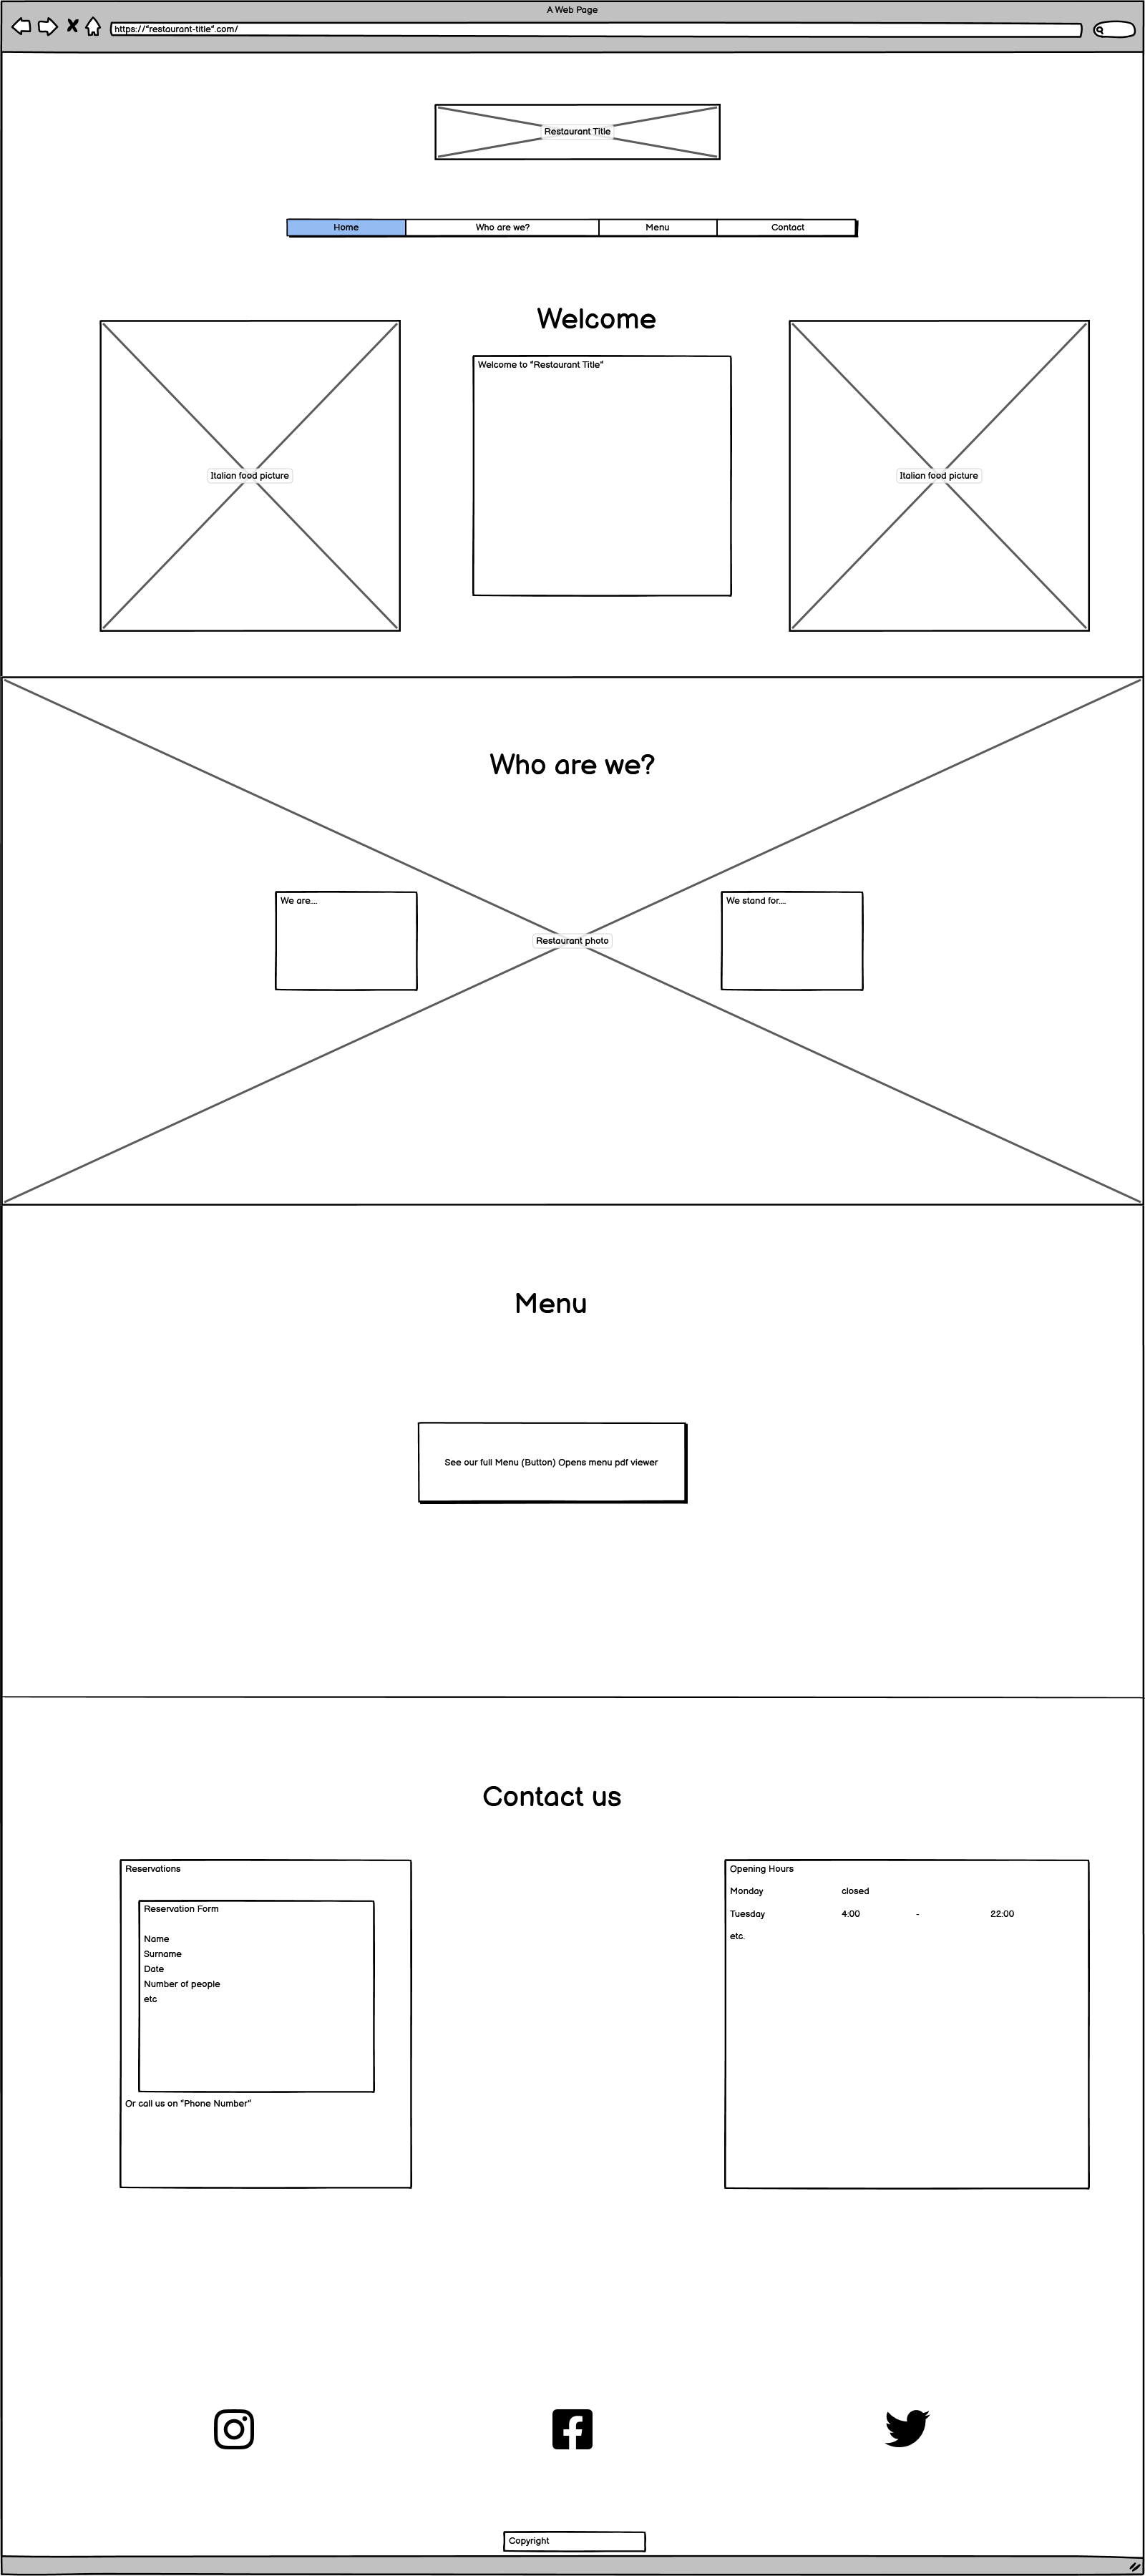 A Web Page
https://"restaurant-title".com/
Restaurant Title
Home Who are we? Menu Contact
Welcome
Welcome to "Restaurant Title"
Italian food picture
Italian food picture
Who are we?
We are....
We stand for....
Restaurant photo
Menu
See our full Menu (Button) Opens menu pdf viewer
Contact us
Reservations
Reservation Form
Name
Surname
Date
Number of people
etc
Or call us on "Phone Number"
Opening Hours
Monday closed
Tuesday 4:00 - 22:00
etc.
Copyright